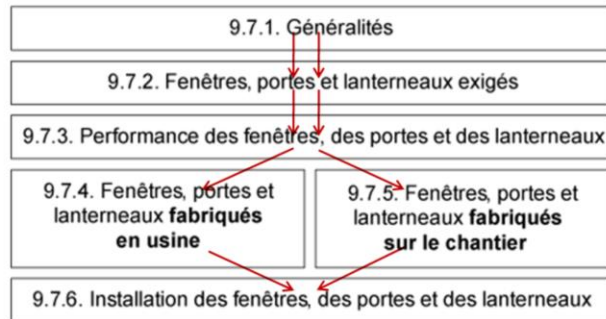 9.7.1. Généralités
9.7.2. Fenêtres, portes et lanterneaux exigés
9.7.3. Performance des fenêtres, des portes et des lanterneaux
9.7.4. Fenêtres, portes et
lanterneaux fabriqués
en usine
9.7.5. Fenêtres, portes et
lanterneaux fabriqués
sur le chantier
9.7.6. Installation des fenêtres, des portes et des lanterneaux